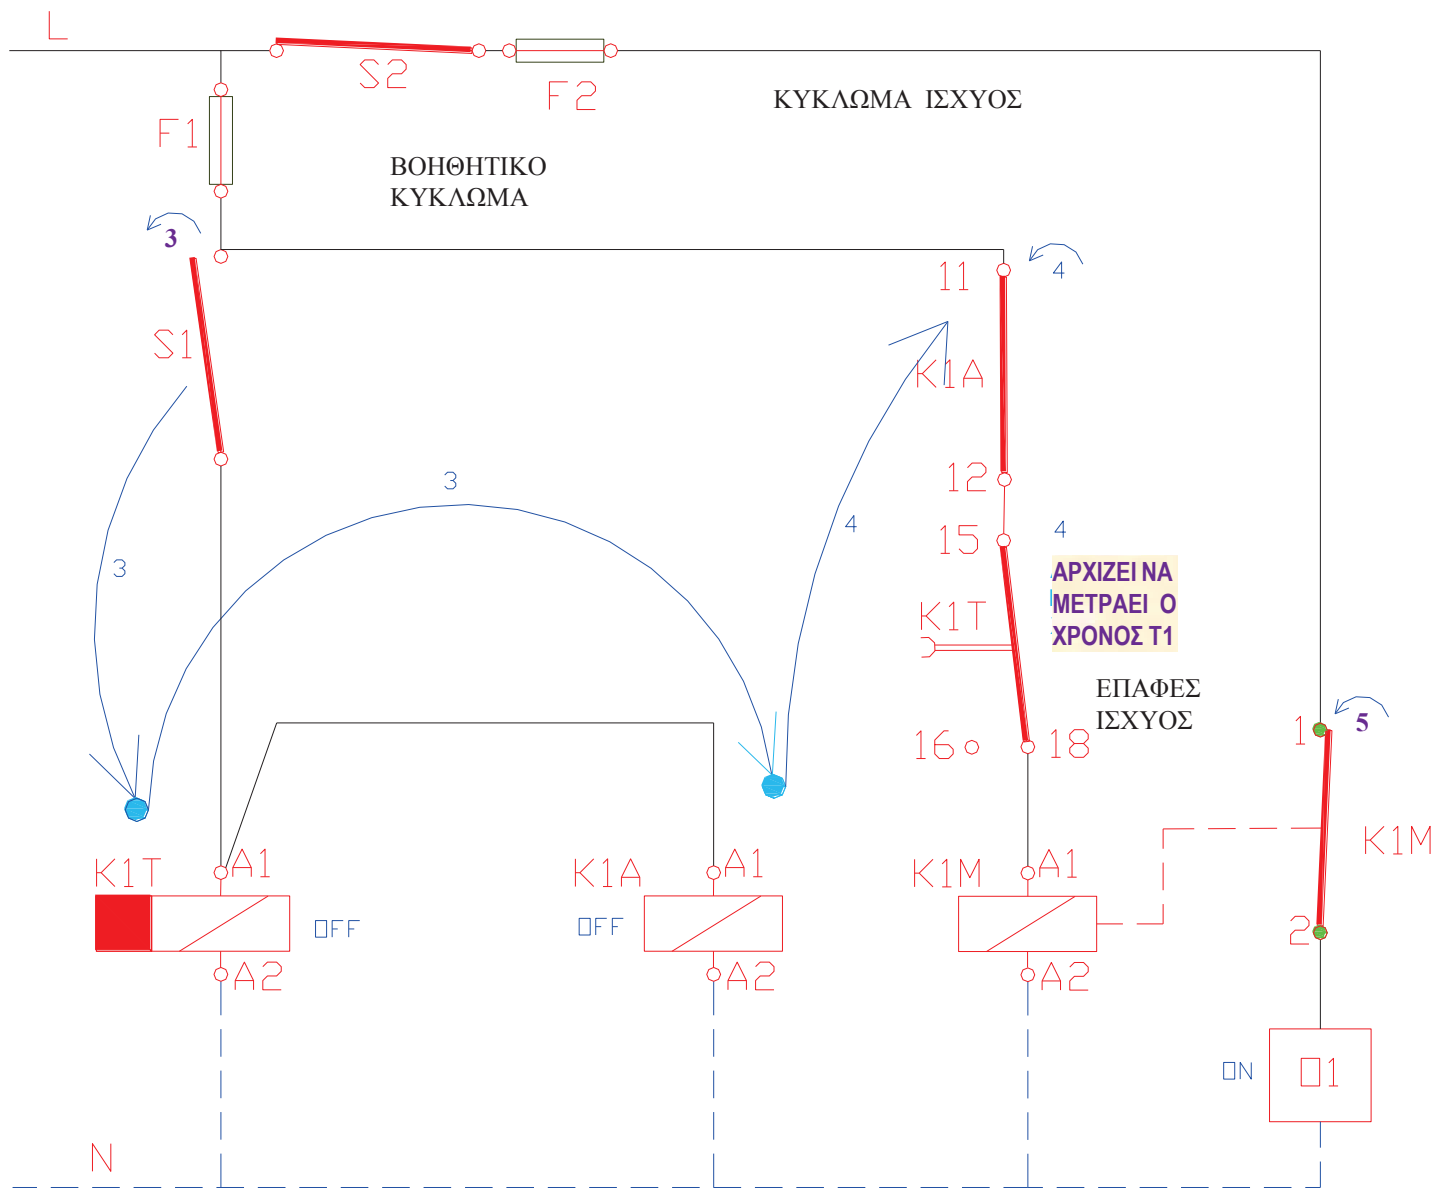 L
S2
F2
ΚΥΚΛΩΜΑ ΙΣΧΥΟΣ
F1
ΒΟΗΘΗΤΙΚΟ
ΚΥΚΛΩΜΑ
3
11
4
S1
K1A
3
12
4
15
4
3
ΑΡΧΙΖΕΙ ΝΑ
ΜΕΤΡΑΕΙ Ο
ΧΡΟΝΟΣ Τ1
K1T
ΕΠΑΦΕΣ
ΙΣΧΥΟΣ
16
18
1
5
K1M
K1T
A1
K1A
A1
K1M
A1
OFF
OFF
2
A2
A2
A2
ON
O1
N